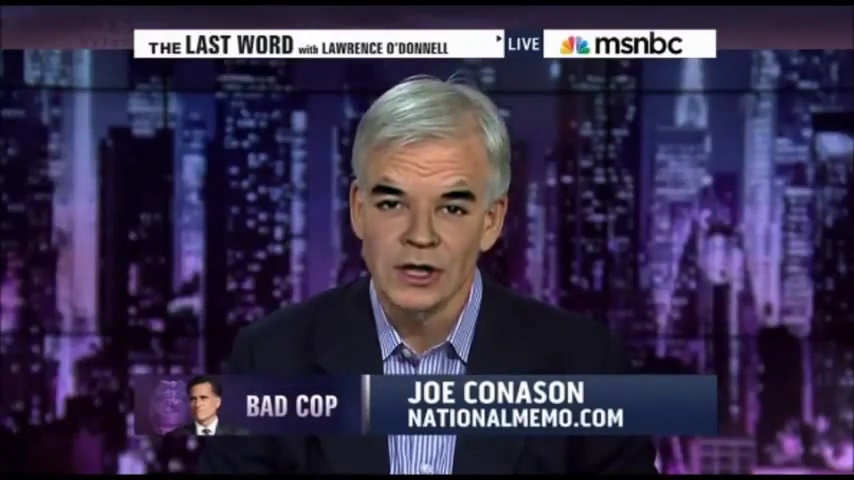 THE LAST WORD with LAWRENCE O'DONNELL
LIVE
msnbc
BAD COP
JOE CONASON
NATIONALMEMO.COM